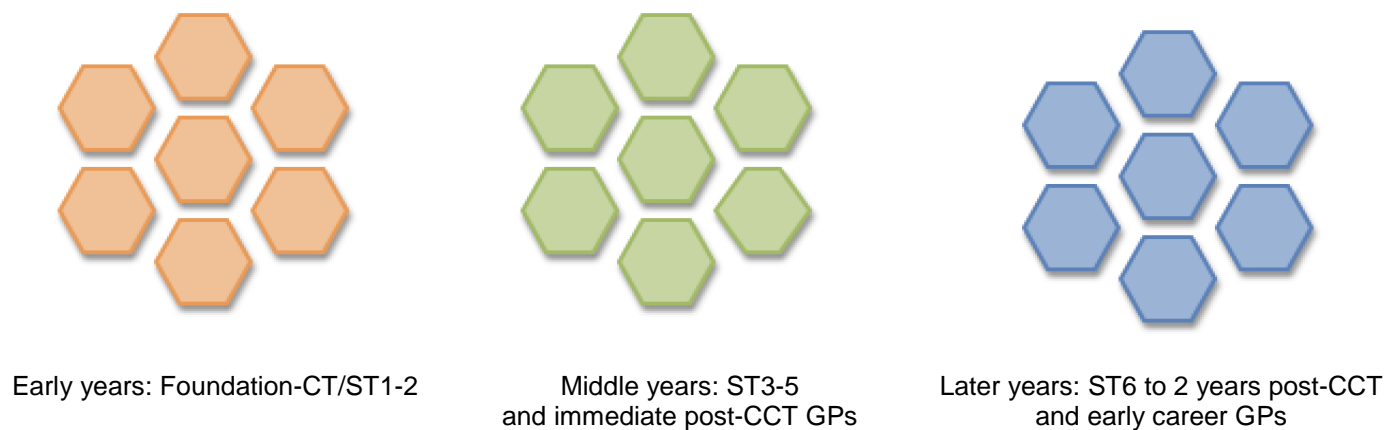 Early years: Foundation-CT/ST1-2
Middle years: ST3-5
and immediate post-CCT GPs
Later years: ST6 to 2 years post-CCT
and early career GPs